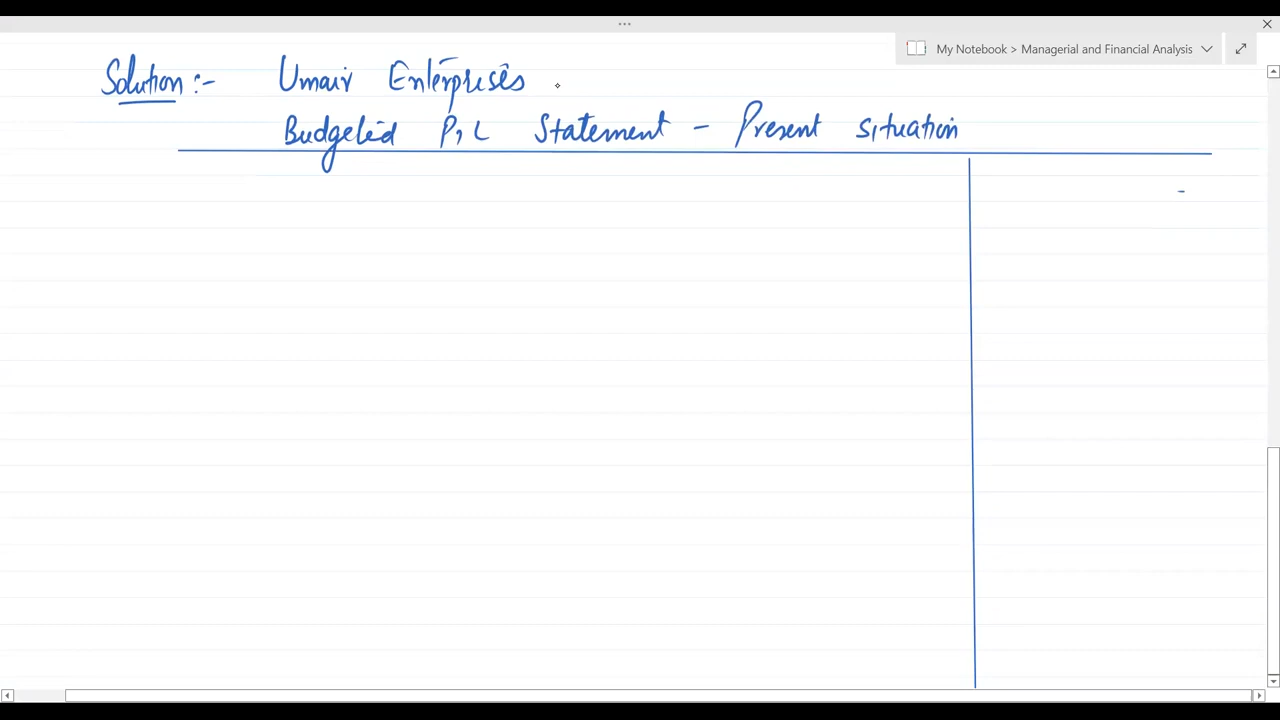 My Notebook > Managerial and Financial Analysis
Solution :- Umair Enterprises
Budgeted P, L Statement - Present situation